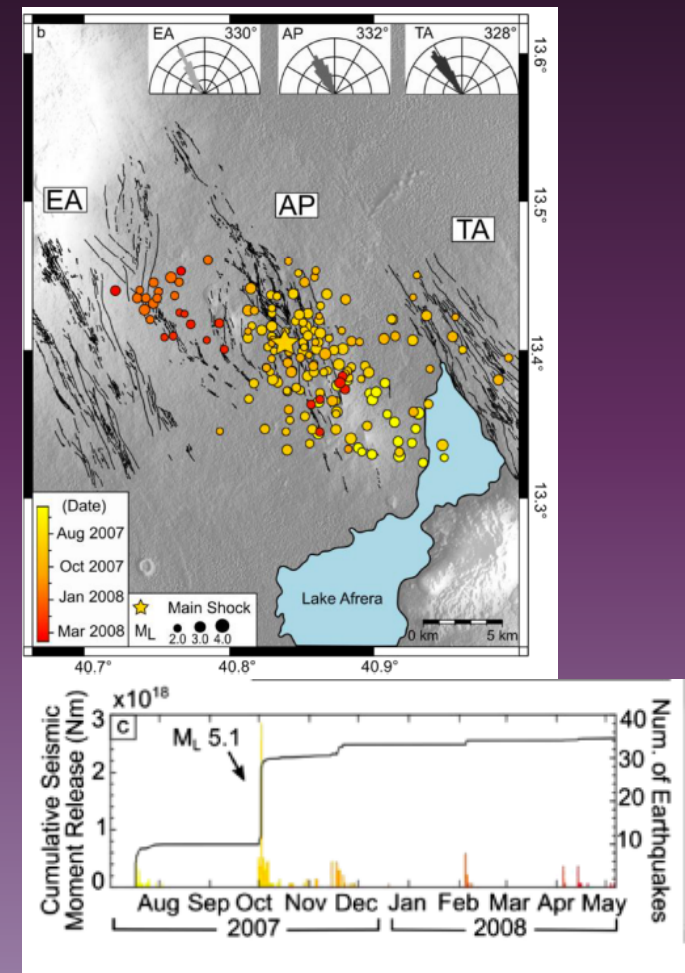 b
EA 330° AP 332° TA 328°
EA
AP
TA
13.6°
13.5°
13.4°
13.3°
(Date)
Aug 2007
Oct 2007
Jan 2008
Mar 2008
Main Shock
ML
2.0 3.0 4.0
Lake Afrera
0 km 5 km
40.7° 40.8° 40.9°
x10¹⁸
c
ML 5.1
Cumulative Seismic
Moment Release (Nm)
3
2
1
0
40
30
20
10
Num. of Earthquakes
Aug Sep Oct Nov Dec Jan Feb Mar Apr May
2007 2008